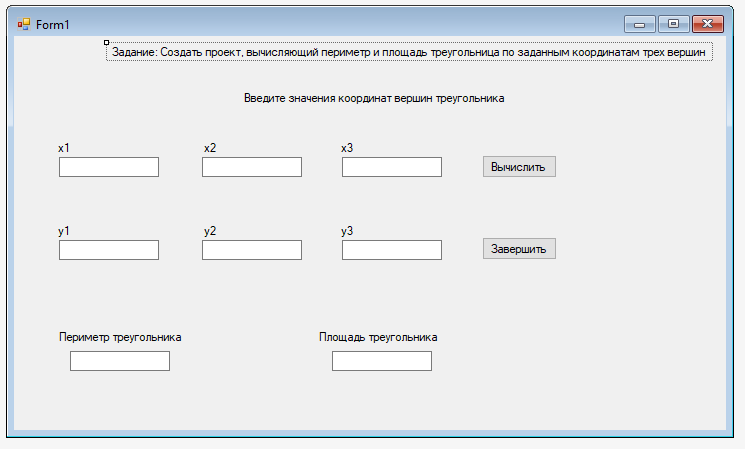 Form1
Задание: Создать проект, вычисляющий периметр и площадь треугольница по заданным координатам трех вершин
Введите значения координат вершин треугольника
x1 x2 x3
Вычислить
y1 y2 y3
Завершить
Периметр треугольника Площадь треугольника